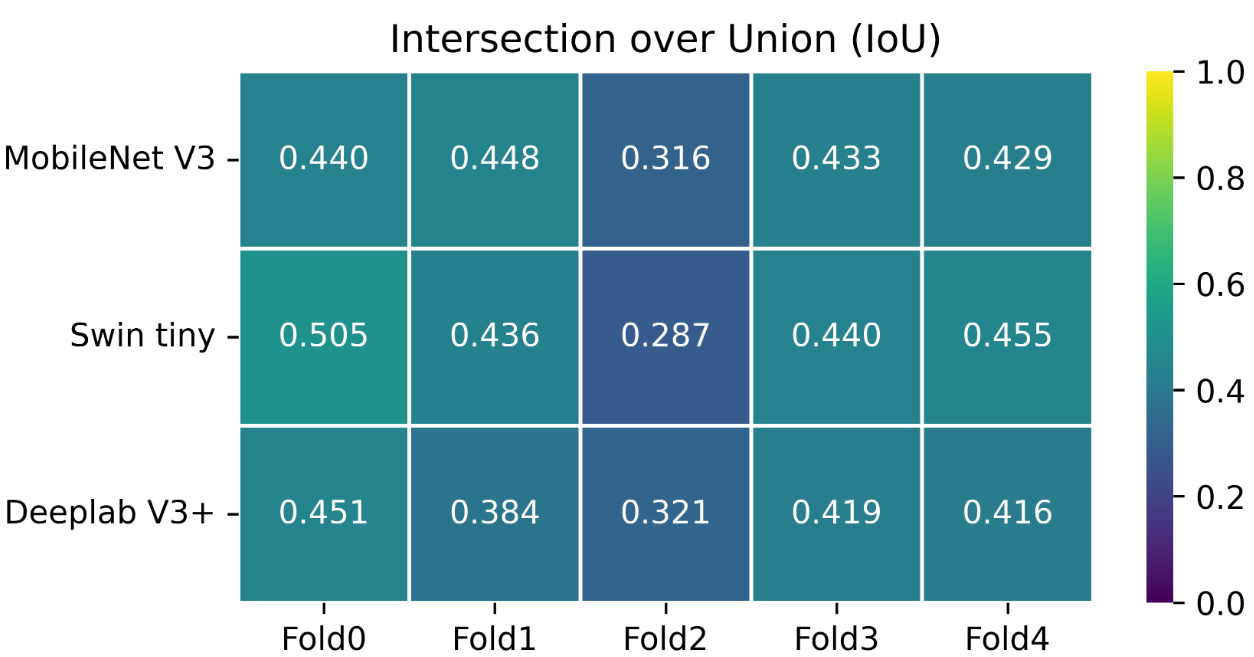 Intersection over Union (IoU)
MobileNet V3 0.440 0.448 0.316 0.433 0.429
Swin tiny 0.505 0.436 0.287 0.440 0.455
Deeplab V3+ 0.451 0.384 0.321 0.419 0.416
Fold0 Fold1 Fold2 Fold3 Fold4
1.0
0.8
0.6
0.4
0.2
0.0